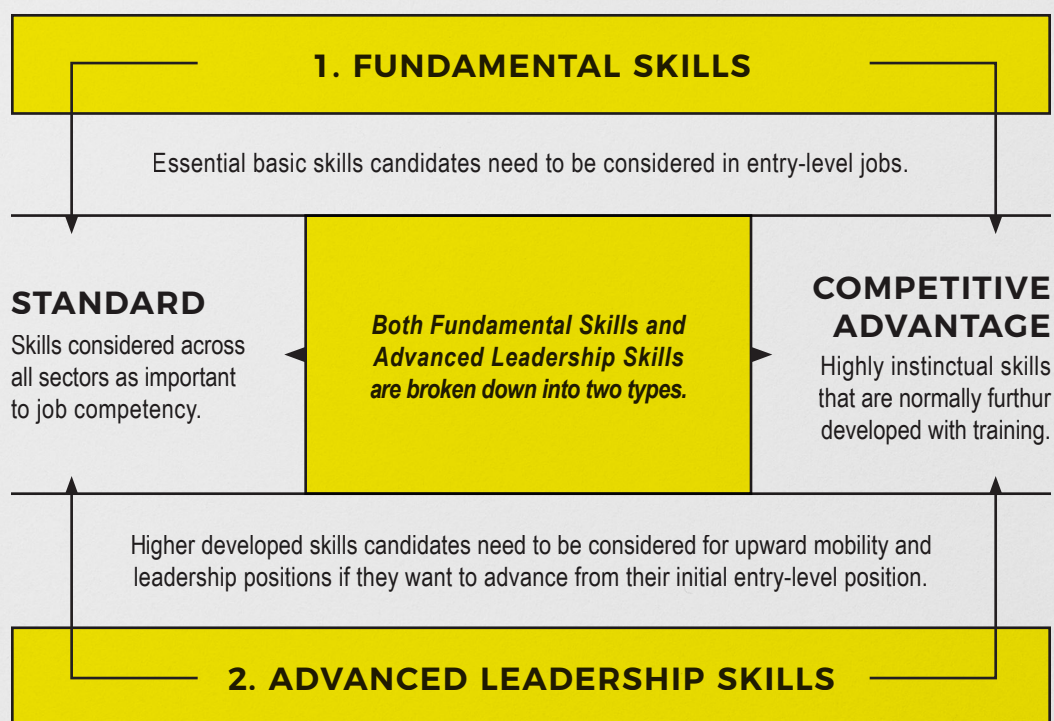 1. FUNDAMENTAL SKILLS
Essential basic skills candidates need to be considered in entry-level jobs.
STANDARD
Skills considered across
all sectors as important
to job competency.
Both Fundamental Skills and
Advanced Leadership Skills
are broken down into two types.
COMPETITIVE
ADVANTAGE
Highly instinctual skills
that are normally furthur
developed with training.
Higher developed skills candidates need to be considered for upward mobility and
leadership positions if they want to advance from their initial entry-level position.
2. ADVANCED LEADERSHIP SKILLS